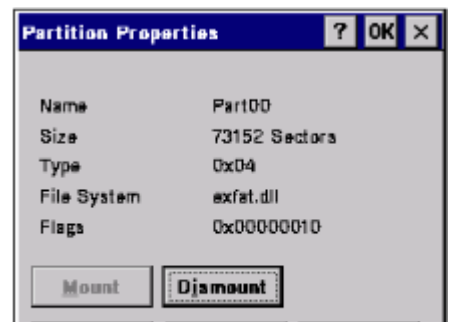 Partition Properties ? OK ×
Name Part00
Size 73152 Sectors
Type 0x04
File System exfat.dll
Flags 0x00000010
Mount Dismount